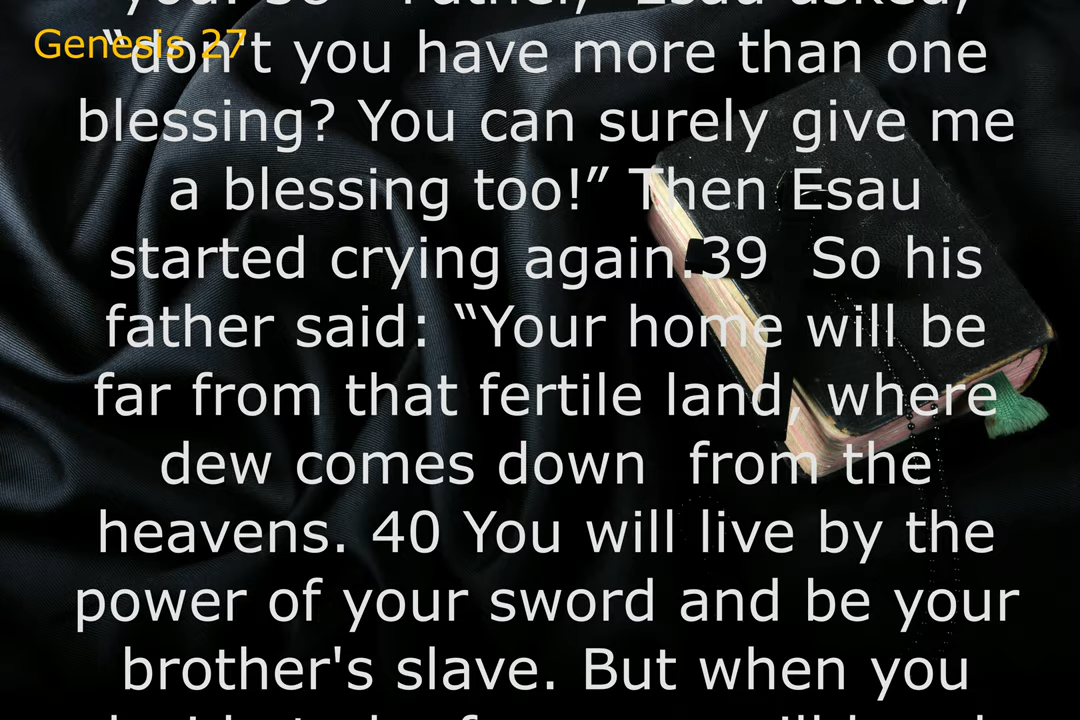 Genesis 27
“don't you have more than one
blessing? You can surely give me
a blessing too!” Then Esau
started crying again.39 So his
father said: “Your home will be
far from that fertile land, where
dew comes down from the
heavens. 40 You will live by the
power of your sword and be your
brother's slave. But when you